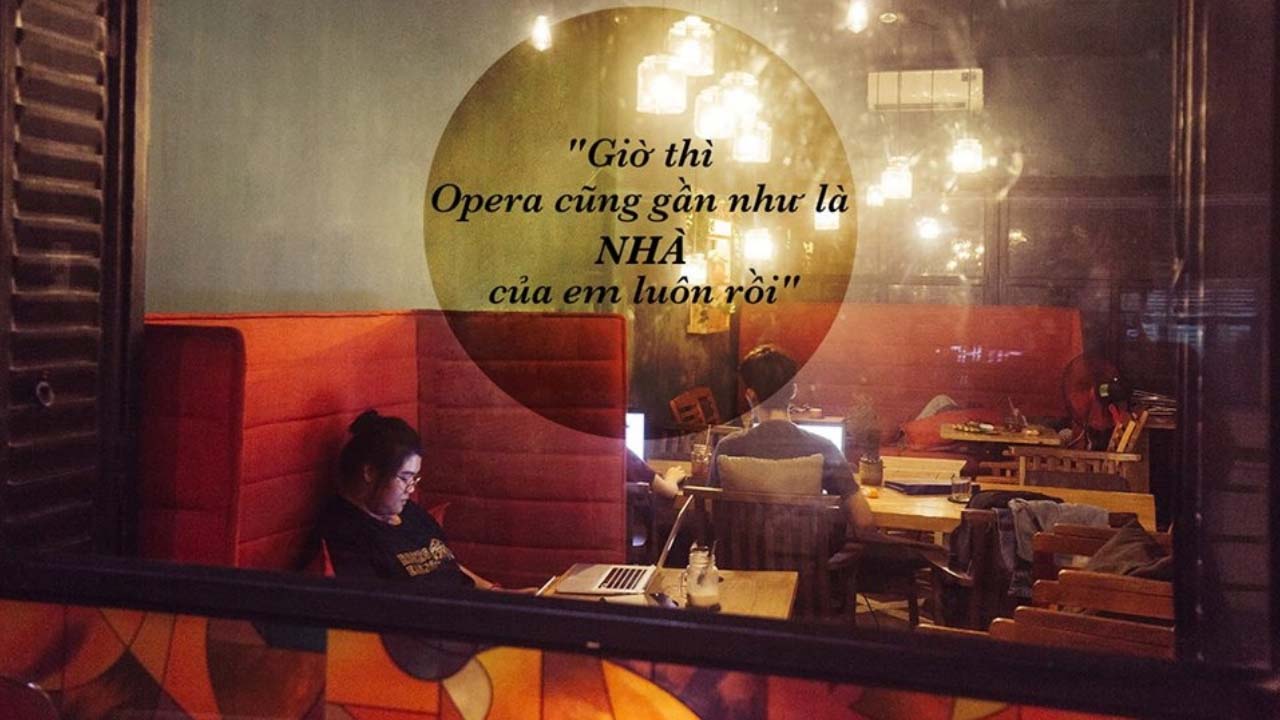 "Giờ thì
Opera cũng gần như là
NHÀ
của em luôn rồi"